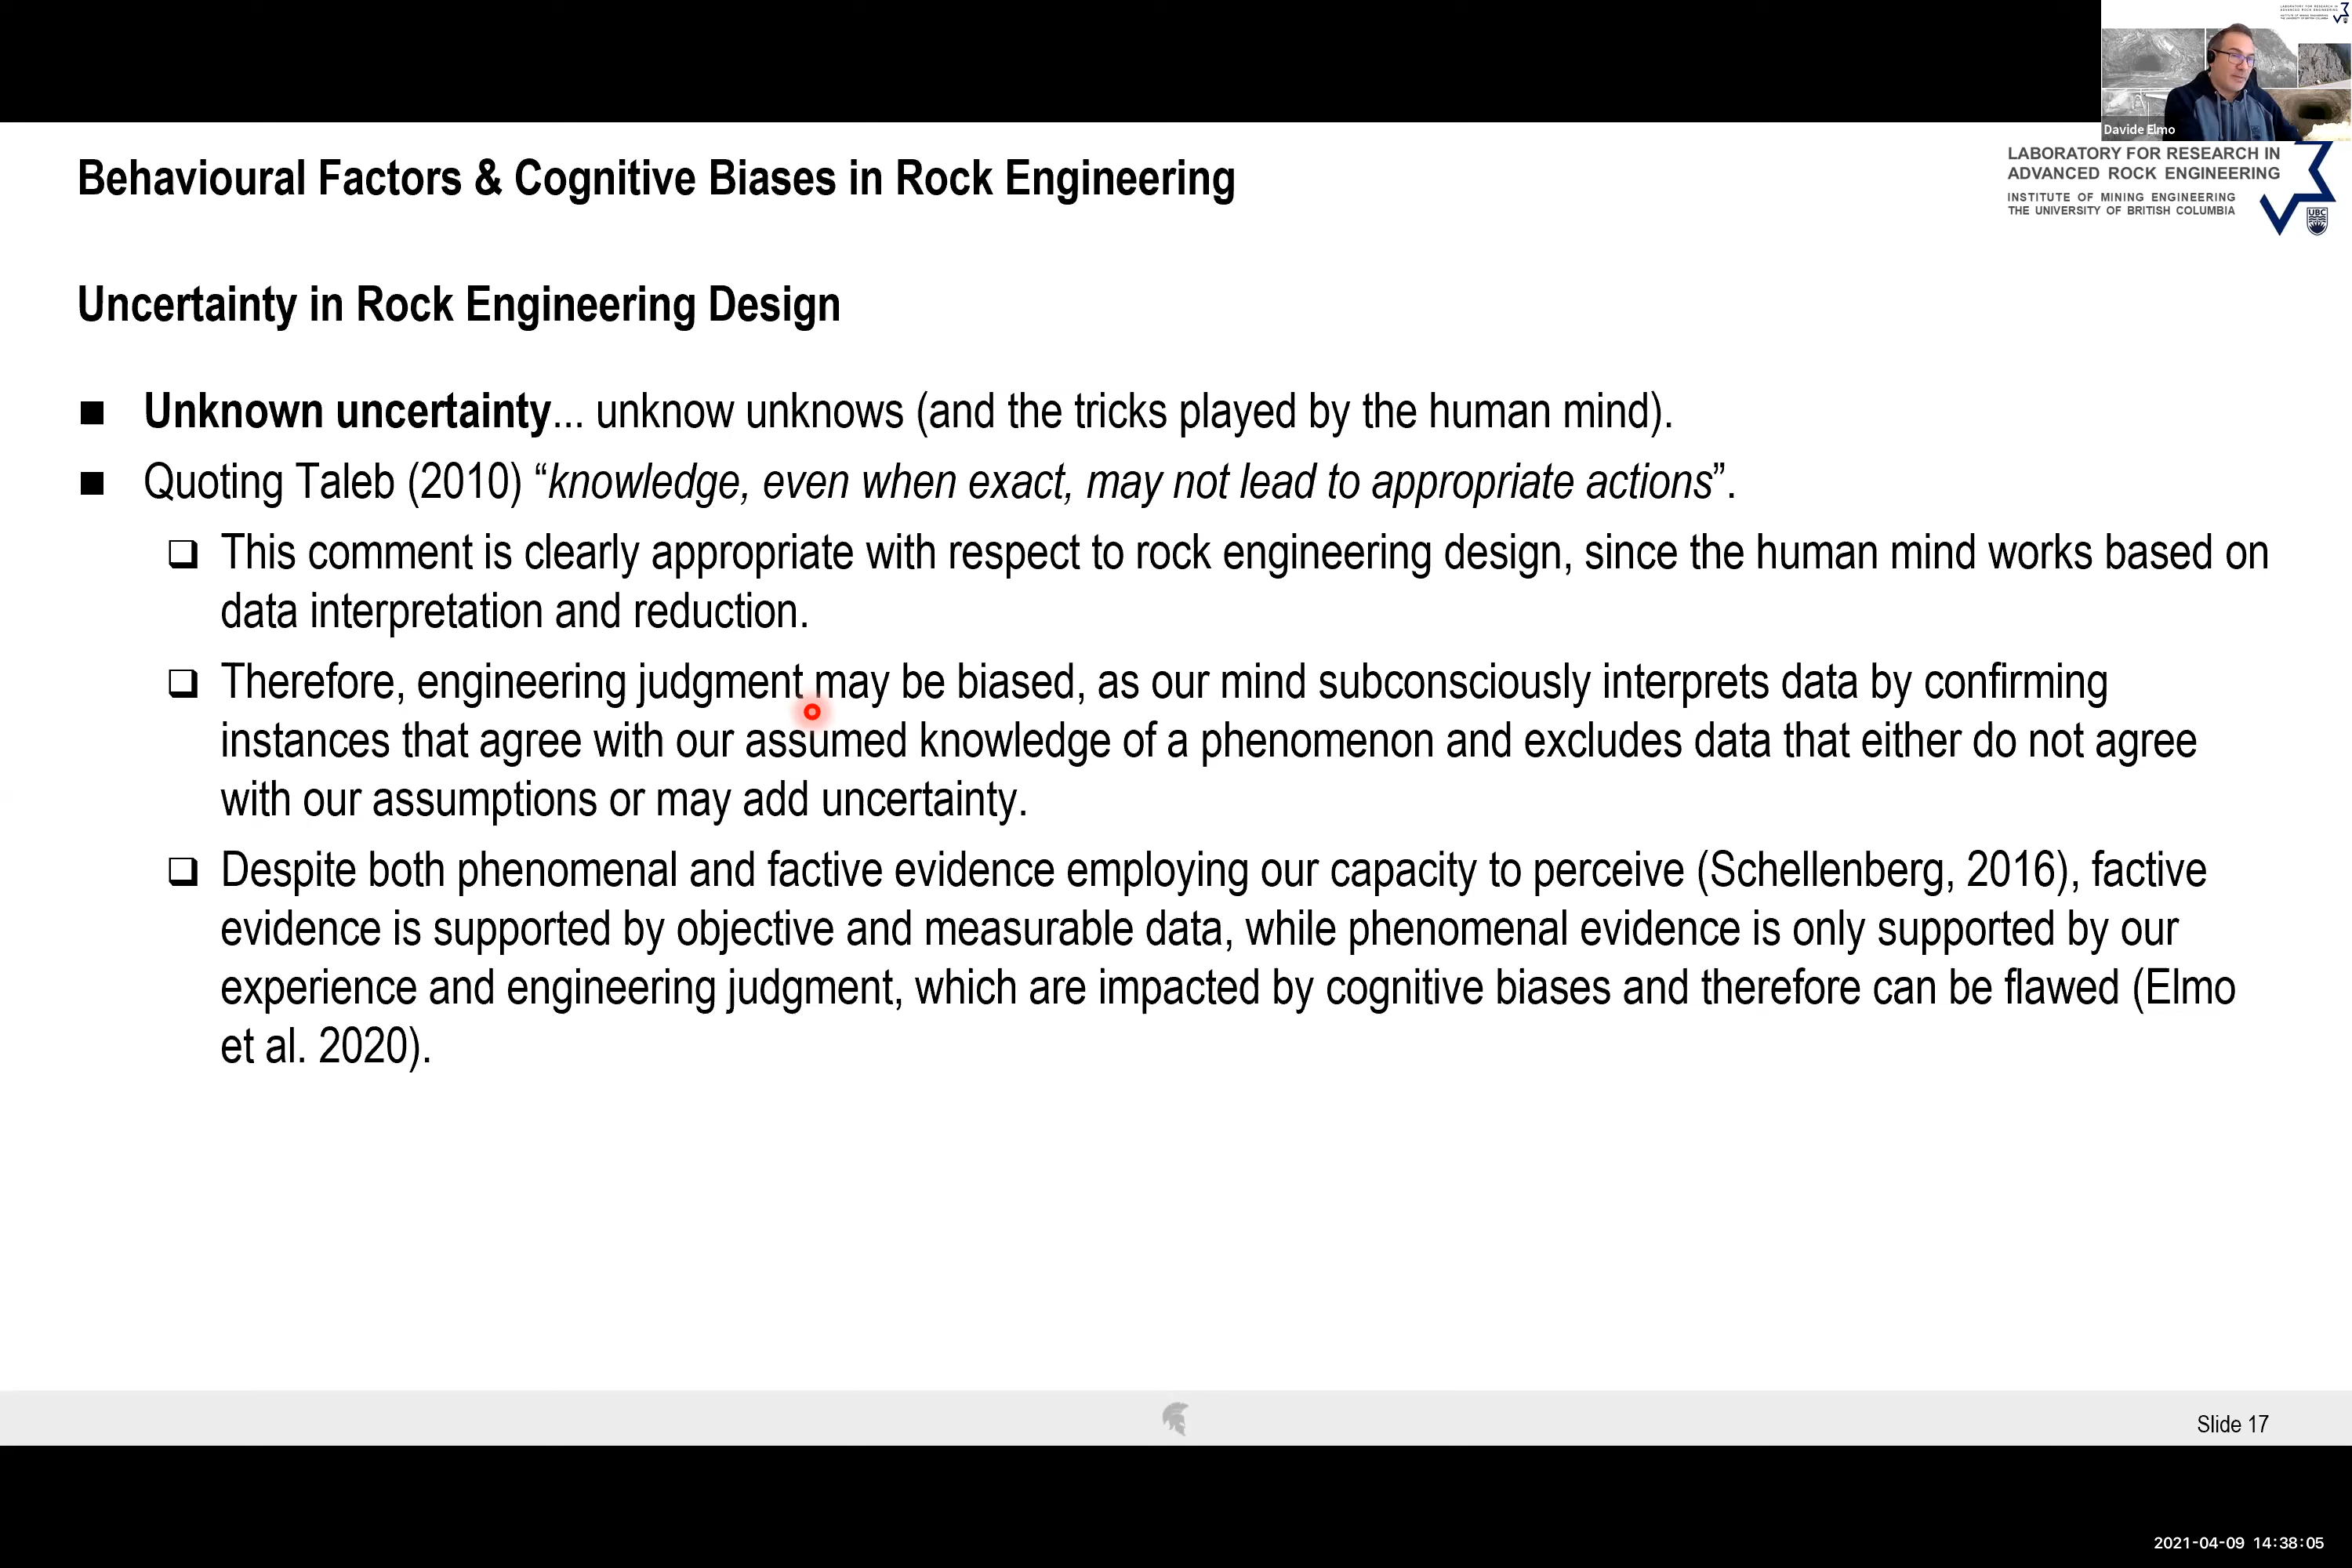 Davide Elmo
LABORATORY FOR RESEARCH IN
ADVANCED ROCK ENGINEERING
INSTITUTE OF MINING ENGINEERING
THE UNIVERSITY OF BRITISH COLUMBIA
UBC
Behavioural Factors & Cognitive Biases in Rock Engineering
Uncertainty in Rock Engineering Design
Unknown uncertainty... unknow unknows (and the tricks played by the human mind).
Quoting Taleb (2010) “knowledge, even when exact, may not lead to appropriate actions”.
This comment is clearly appropriate with respect to rock engineering design, since the human mind works based on
data interpretation and reduction.
Therefore, engineering judgment may be biased, as our mind subconsciously interprets data by confirming
instances that agree with our assumed knowledge of a phenomenon and excludes data that either do not agree
with our assumptions or may add uncertainty.
Despite both phenomenal and factive evidence employing our capacity to perceive (Schellenberg, 2016), factive
evidence is supported by objective and measurable data, while phenomenal evidence is only supported by our
experience and engineering judgment, which are impacted by cognitive biases and therefore can be flawed (Elmo
et al. 2020).
Slide 17
2021-04-09 14:38:05